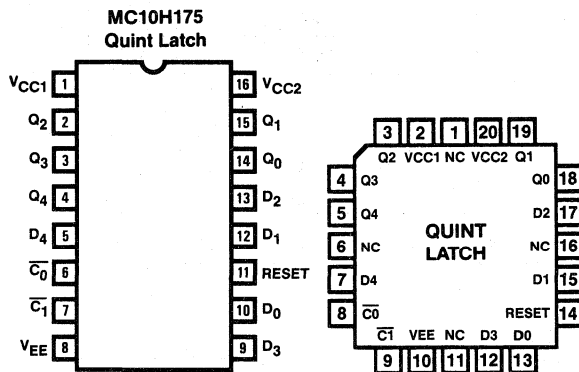 MC10H175
Quint Latch
VCC1 1 16 VCC2
Q2 2 15 Q1
Q3 3 14 Q0
Q4 4 13 D2
D4 5 12 D1
C0 6 11 RESET
C1 7 10 D0
VEE 8 9 D3
3 2 1 20 19
Q2 VCC1 NC VCC2 Q1
4 Q3 Q0 18
5 Q4 D2 17
QUINT
LATCH
6 NC NC 16
7 D4 D1 15
8 C0 RESET 14
C1 VEE NC D3 D0
9 10 11 12 13